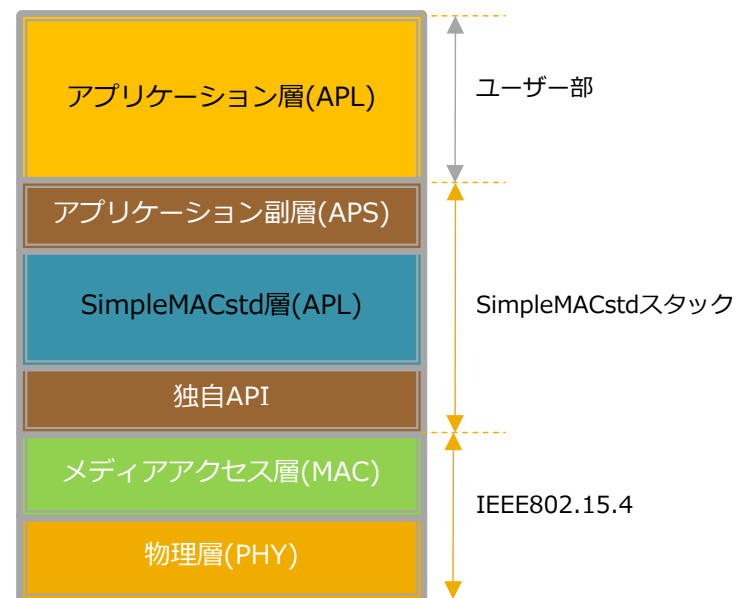 アプリケーション層(APL)
ユーザー部
アプリケーション副層(APS)
SimpleMACstd層(APL)
SimpleMACstdスタック
独自API
メディアアクセス層(MAC)
IEEE802.15.4
物理層(PHY)